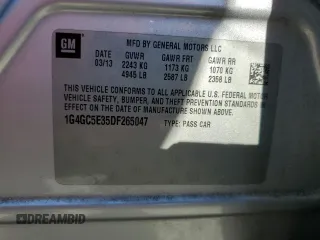 GM
MFD BY GENERAL MOTORS LLC
03/13 GVWR GAWR FRT GAWR RR
2243 KG 1173 KG 1070 KG
4945 LB 2587 LB 2358 LB
THIS VEHICLE CONFORMS TO ALL APPLICABLE U.S. FEDERAL MOTOR
VEHICLE SAFETY, BUMPER, AND THEFT PREVENTION STANDARDS
IN EFFECT ON THE DATE OF MANUFACTURE SHOWN ABOVE.
1G4GC5E35DF265047 TYPE: PASS CAR
DREAMBID